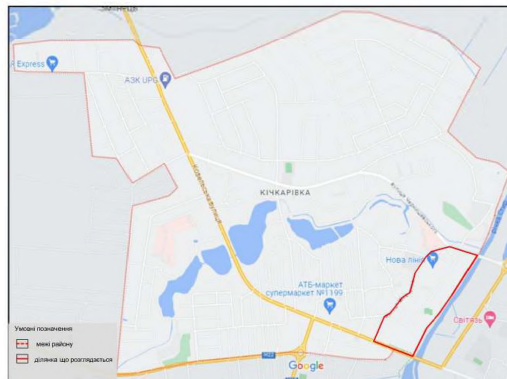 Express
АЗК UPG
КІЧКАРІВКА
Нова лінія
АТБ-маркет
супермаркет №1199
Світязь
Умовні позначення
межі району
ділянка що розглядається
Google